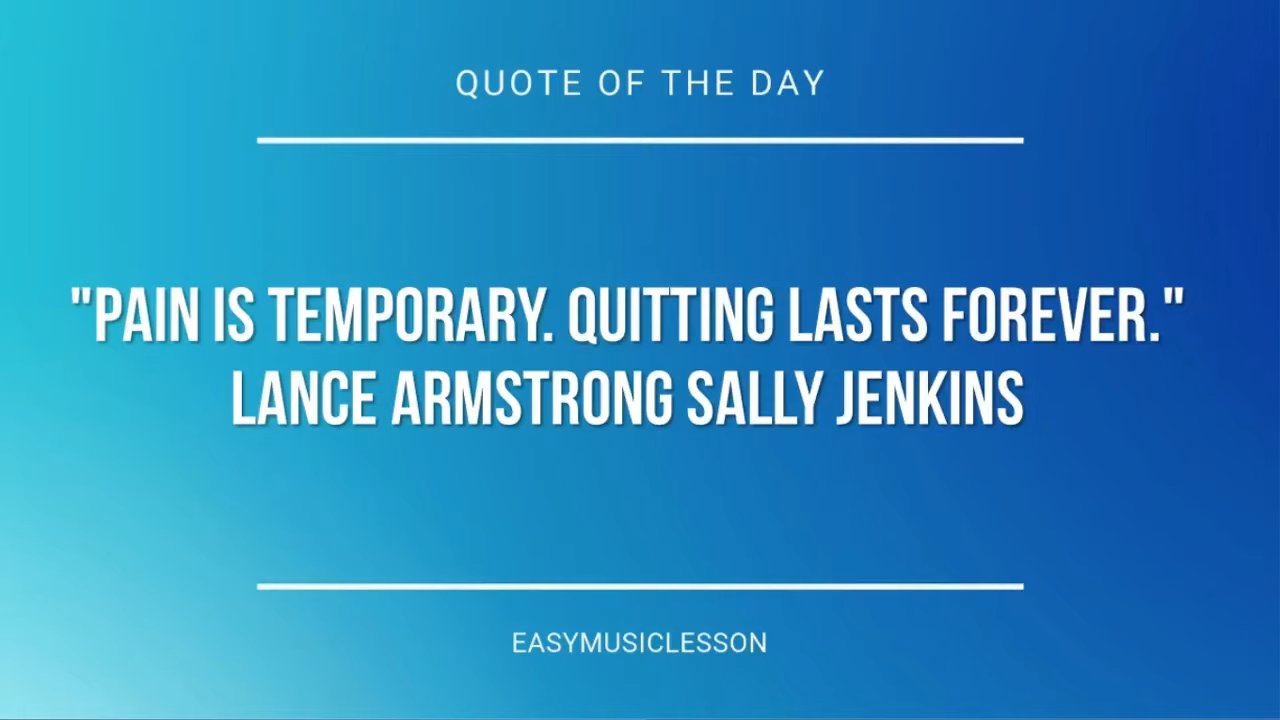 QUOTE OF THE DAY
"PAIN IS TEMPORARY. QUITTING LASTS FOREVER."
LANCE ARMSTRONG SALLY JENKINS
EASYMUSICLESSON